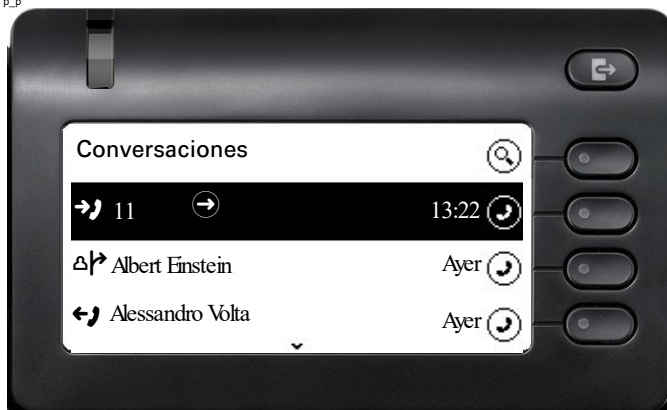 p_p
Conversaciones
11 13:22
Albert Einstein Ayer
Alessandro Volta Ayer